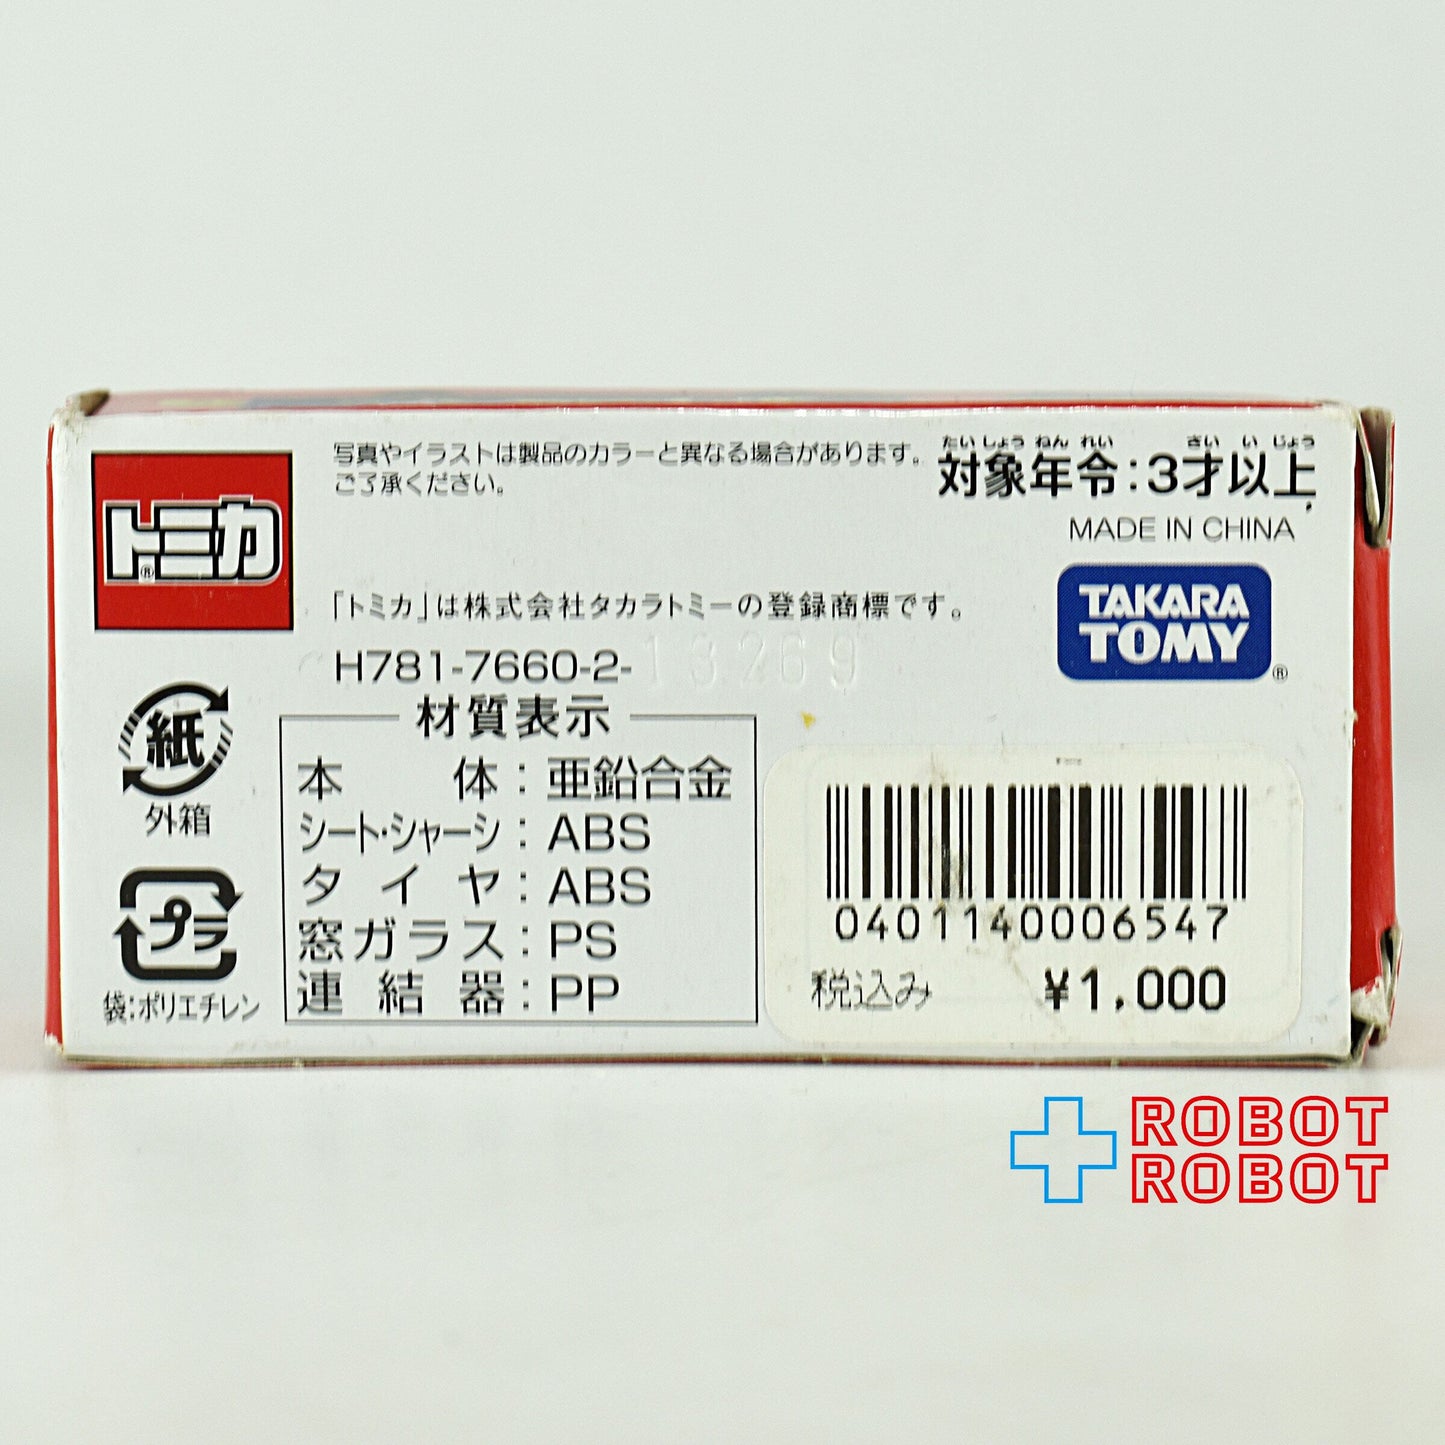 トミカ®
写真やイラストは製品のカラーと異なる場合があります。
ご了承ください。
たい しょう ねん れい さい い じょう
対象年令:3才以上
MADE IN CHINA
TAKARA
TOMY®
「トミカ」は株式会社タカラトミーの登録商標です。
H781-7660-2-13269
紙
外箱
プラ
袋:ポリエチレン
材質表示
本体:亜鉛合金
シート・シャーシ:ABS
タイヤ:ABS
窓ガラス:PS
連結器:PP
0401140006547
税込み ¥1,000
ROBOT
ROBOT